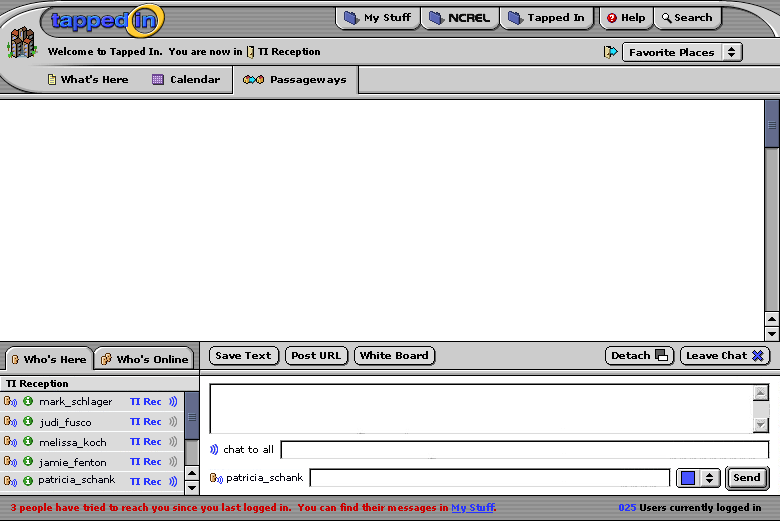 tapped in
My Stuff NCREL Tapped In Help Search
Welcome to Tapped In. You are now in TI Reception
Favorite Places
What's Here Calendar Passageways
Who's Here Who's Online
Save Text Post URL White Board Detach Leave Chat
TI Reception
mark_schlager TI Rec
judi_fusco TI Rec
melissa_koch TI Rec
jamie_fenton TI Rec
patricia_schank TI Rec
chat to all
patricia_schank Send
3 people have tried to reach you since you last logged in. You can find their messages in My Stuff.
025 Users currently logged in